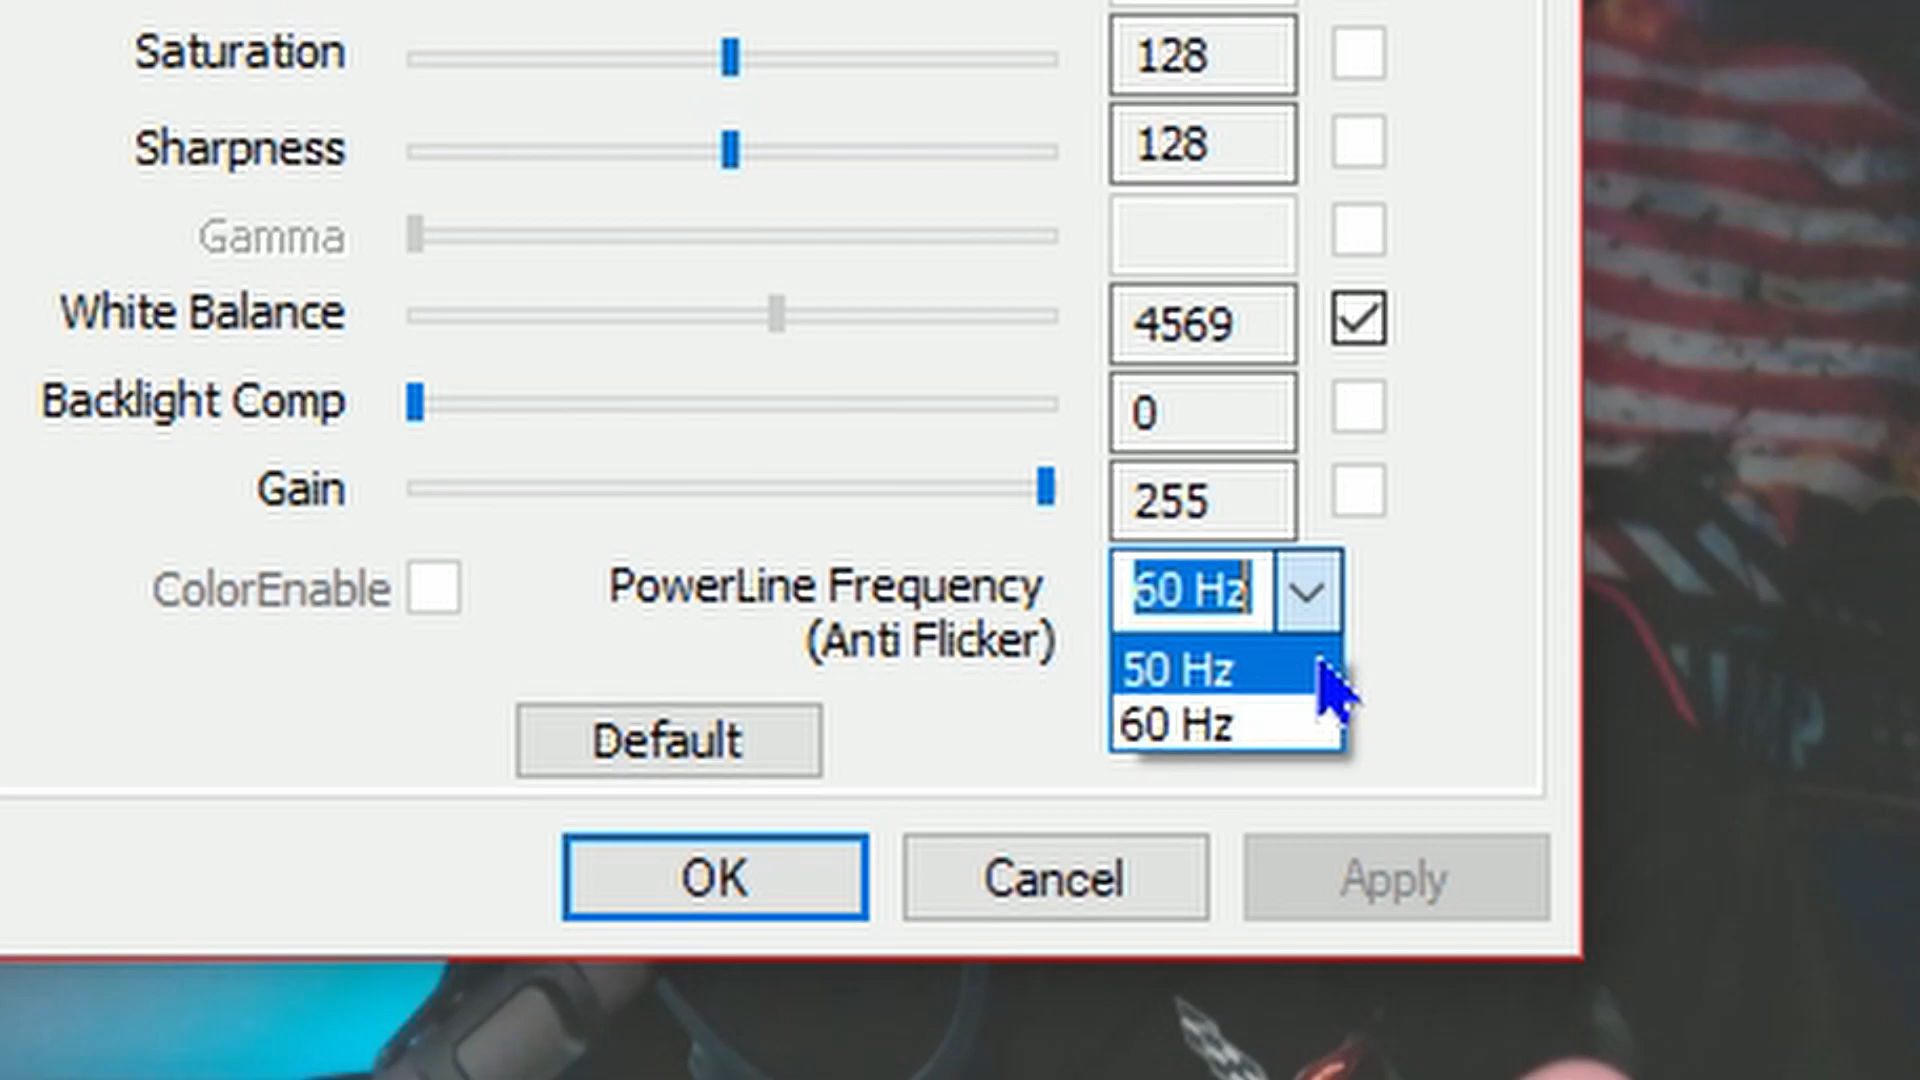 Saturation 128
Sharpness 128
Gamma
White Balance 4569
Backlight Comp 0
Gain 255
ColorEnable PowerLine Frequency 60 Hz
(Anti Flicker)
50 Hz
60 Hz
Default
OK Cancel Apply